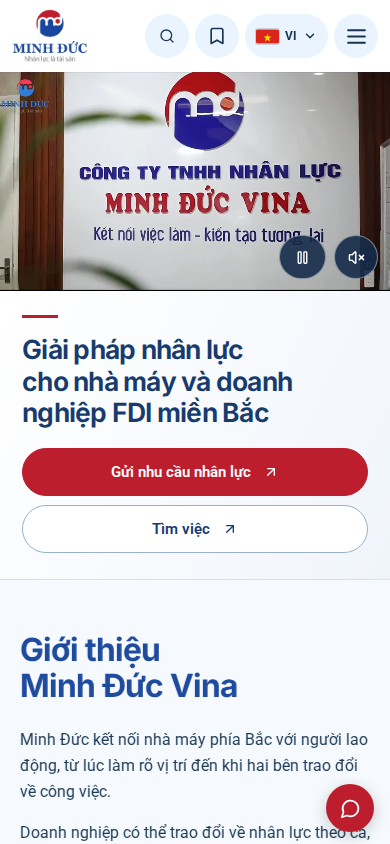 MINH ĐỨC
Nhân lực là tài sản
VI
MINH ĐỨC
CÔNG TY TNHH NHÂN LỰC
MINH ĐỨC VINA
Kết nối việc làm - kiến tạo tương lai
Giải pháp nhân lực
cho nhà máy và doanh
nghiệp FDI miền Bắc
Gửi nhu cầu nhân lực
Tìm việc
Giới thiệu
Minh Đức Vina
Minh Đức kết nối nhà máy phía Bắc với người lao
động, từ lúc làm rõ vị trí đến khi hai bên trao đổi
về công việc.
Doanh nghiệp có thể trao đổi về nhân lực theo ca,